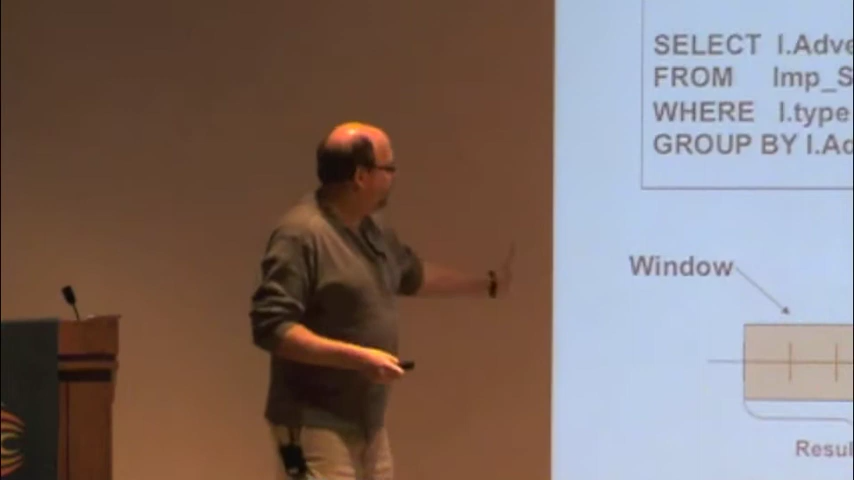 SELECT I.Adve
FROM Imp_S
WHERE I.type
GROUP BY I.Ad
Window
Resul